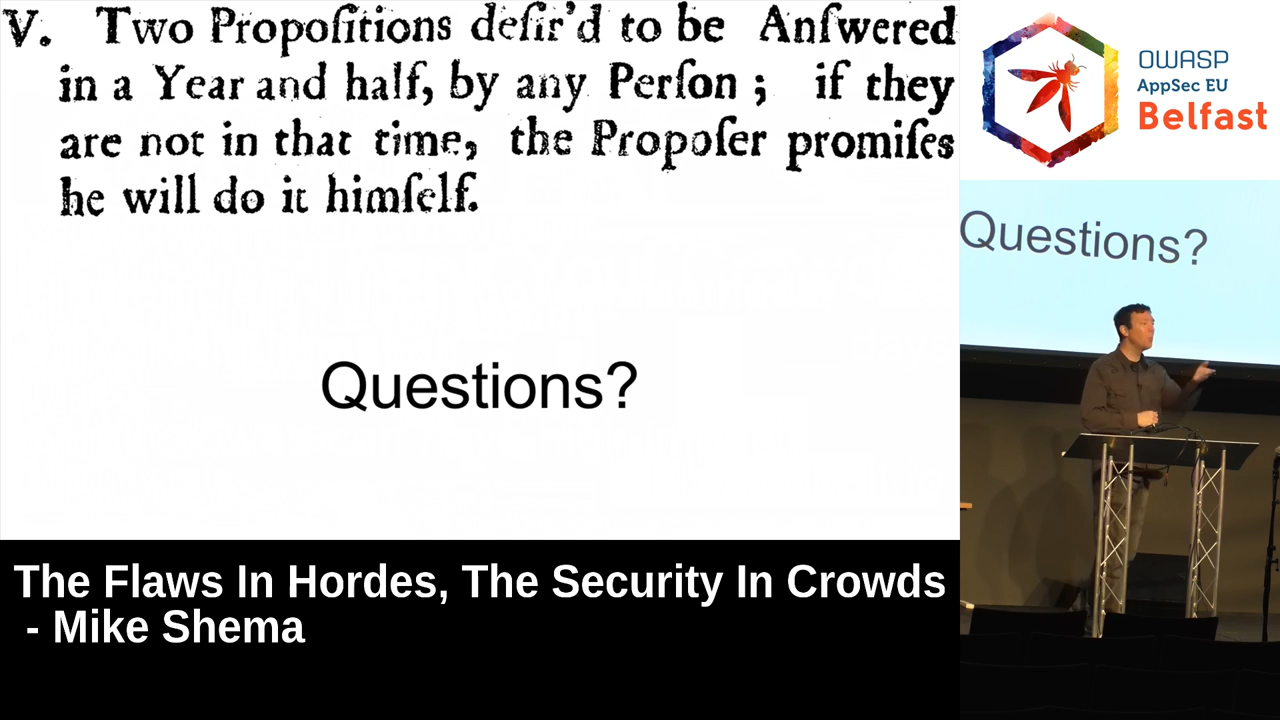 V. Two Propoſitions deſir'd to be Anſwered
in a Year and half, by any Perſon; if they
are not in that time, the Propoſer promiſes
he will do it himſelf.
Questions?
OWASP
AppSec EU
Belfast
Questions?
The Flaws In Hordes, The Security In Crowds
- Mike Shema